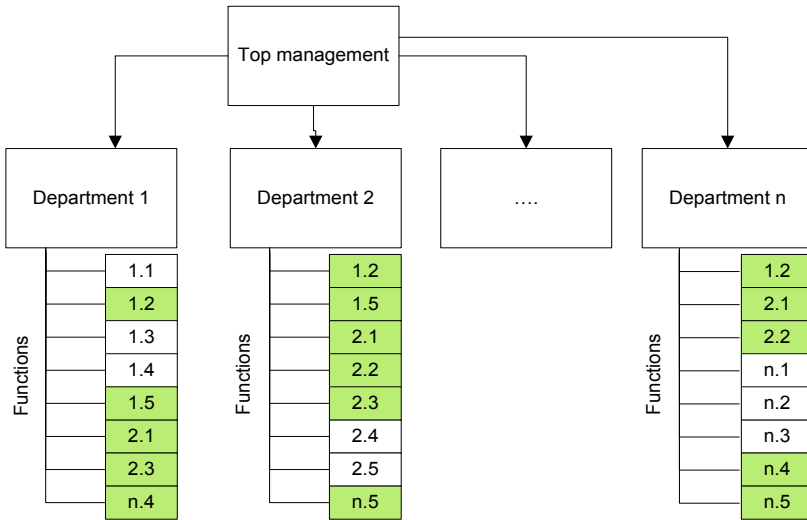 Top management
Department 1
Department 2
....
Department n
Functions
1.1
1.2
1.3
1.4
1.5
2.1
2.3
n.4
Functions
1.2
1.5
2.1
2.2
2.3
2.4
2.5
n.5
Functions
1.2
2.1
2.2
n.1
n.2
n.3
n.4
n.5